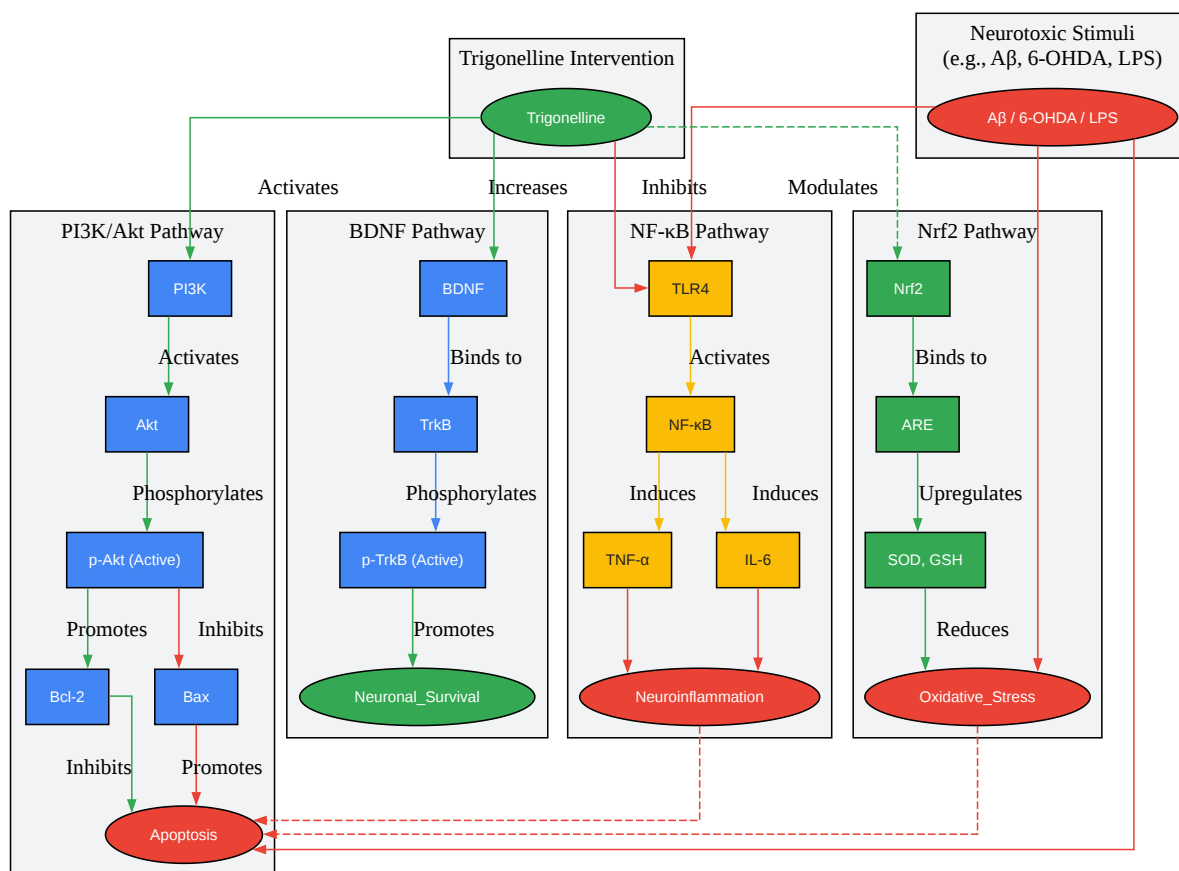 Neurotoxic Stimuli
(e.g., Aβ, 6-OHDA, LPS)
Trigonelline Intervention
Trigonelline
Aβ / 6-OHDA / LPS
Activates
Increases
Inhibits
Modulates
PI3K/Akt Pathway
BDNF Pathway
NF-κB Pathway
Nrf2 Pathway
PI3K
BDNF
TLR4
Nrf2
Activates
Binds to
Activates
Binds to
Akt
TrkB
NF-κB
ARE
Phosphorylates
Phosphorylates
Induces
Induces
Upregulates
p-Akt (Active)
p-TrkB (Active)
TNF-α
IL-6
SOD, GSH
Promotes
Inhibits
Promotes
Reduces
Bcl-2
Bax
Neuronal_Survival
Neuroinflammation
Oxidative_Stress
Inhibits
Promotes
Apoptosis